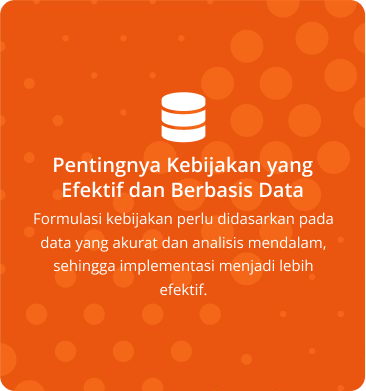 Pentingnya Kebijakan yang
Efektif dan Berbasis Data
Formulasi kebijakan perlu didasarkan pada
data yang akurat dan analisis mendalam,
sehingga implementasi menjadi lebih
efektif.